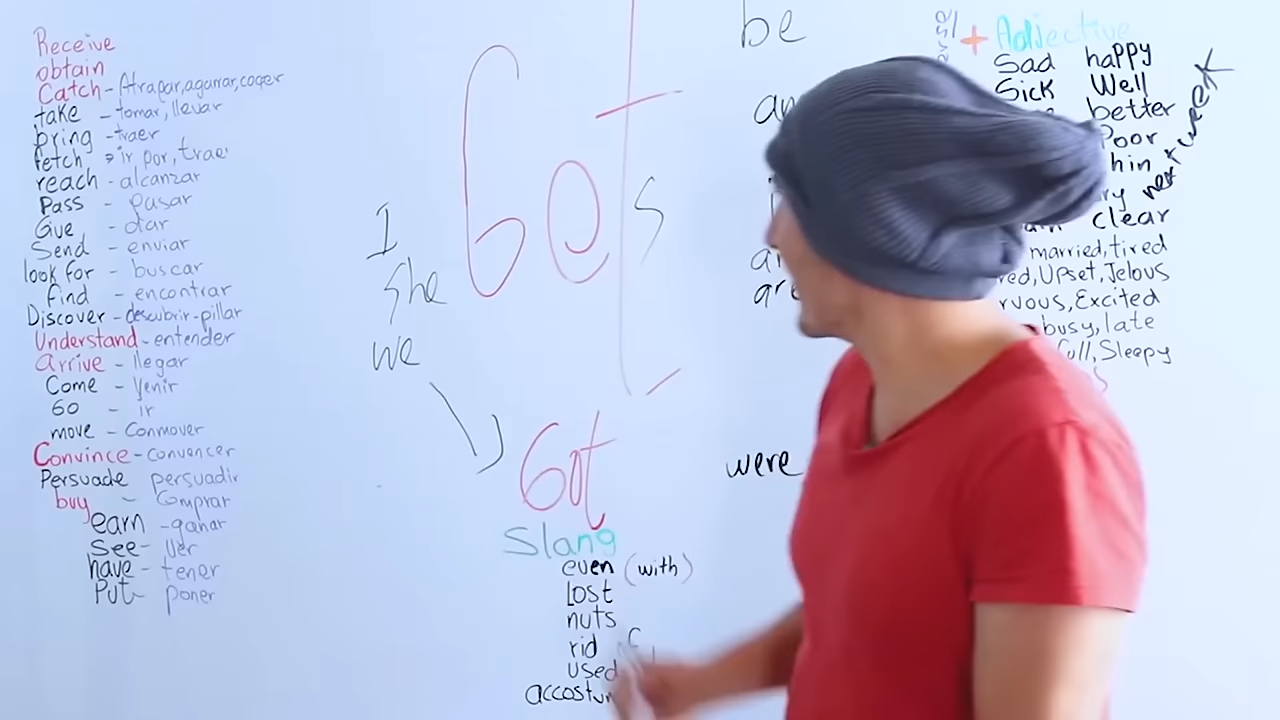 Receive
obtain
Catch - Atrapar, agarrar, coger
take - tomar, llevar
bring - traer
fetch - ir por, traer
reach - alcanzar
Pass - pasar
Give - dar
Send - enviar
look for - buscar
find - encontrar
Discover - descubrir - pillar
Understand - entender
arrive - llegar
Come - Venir
Go - ir
move - Conmover
Convince - convencer
Persuade persuadir
buy - Comprar
earn - ganar
See - Ver
have - tener
Put - poner
Get s
I
she
we
Got
Slang
even (with)
Lost
nuts
rid
used
be
are
were
+ Adjective
Sad happy
Sick Well
better
Poor
clear
next week
married, tired
Upset, Jelous
Excited
busy, late
Sleepy